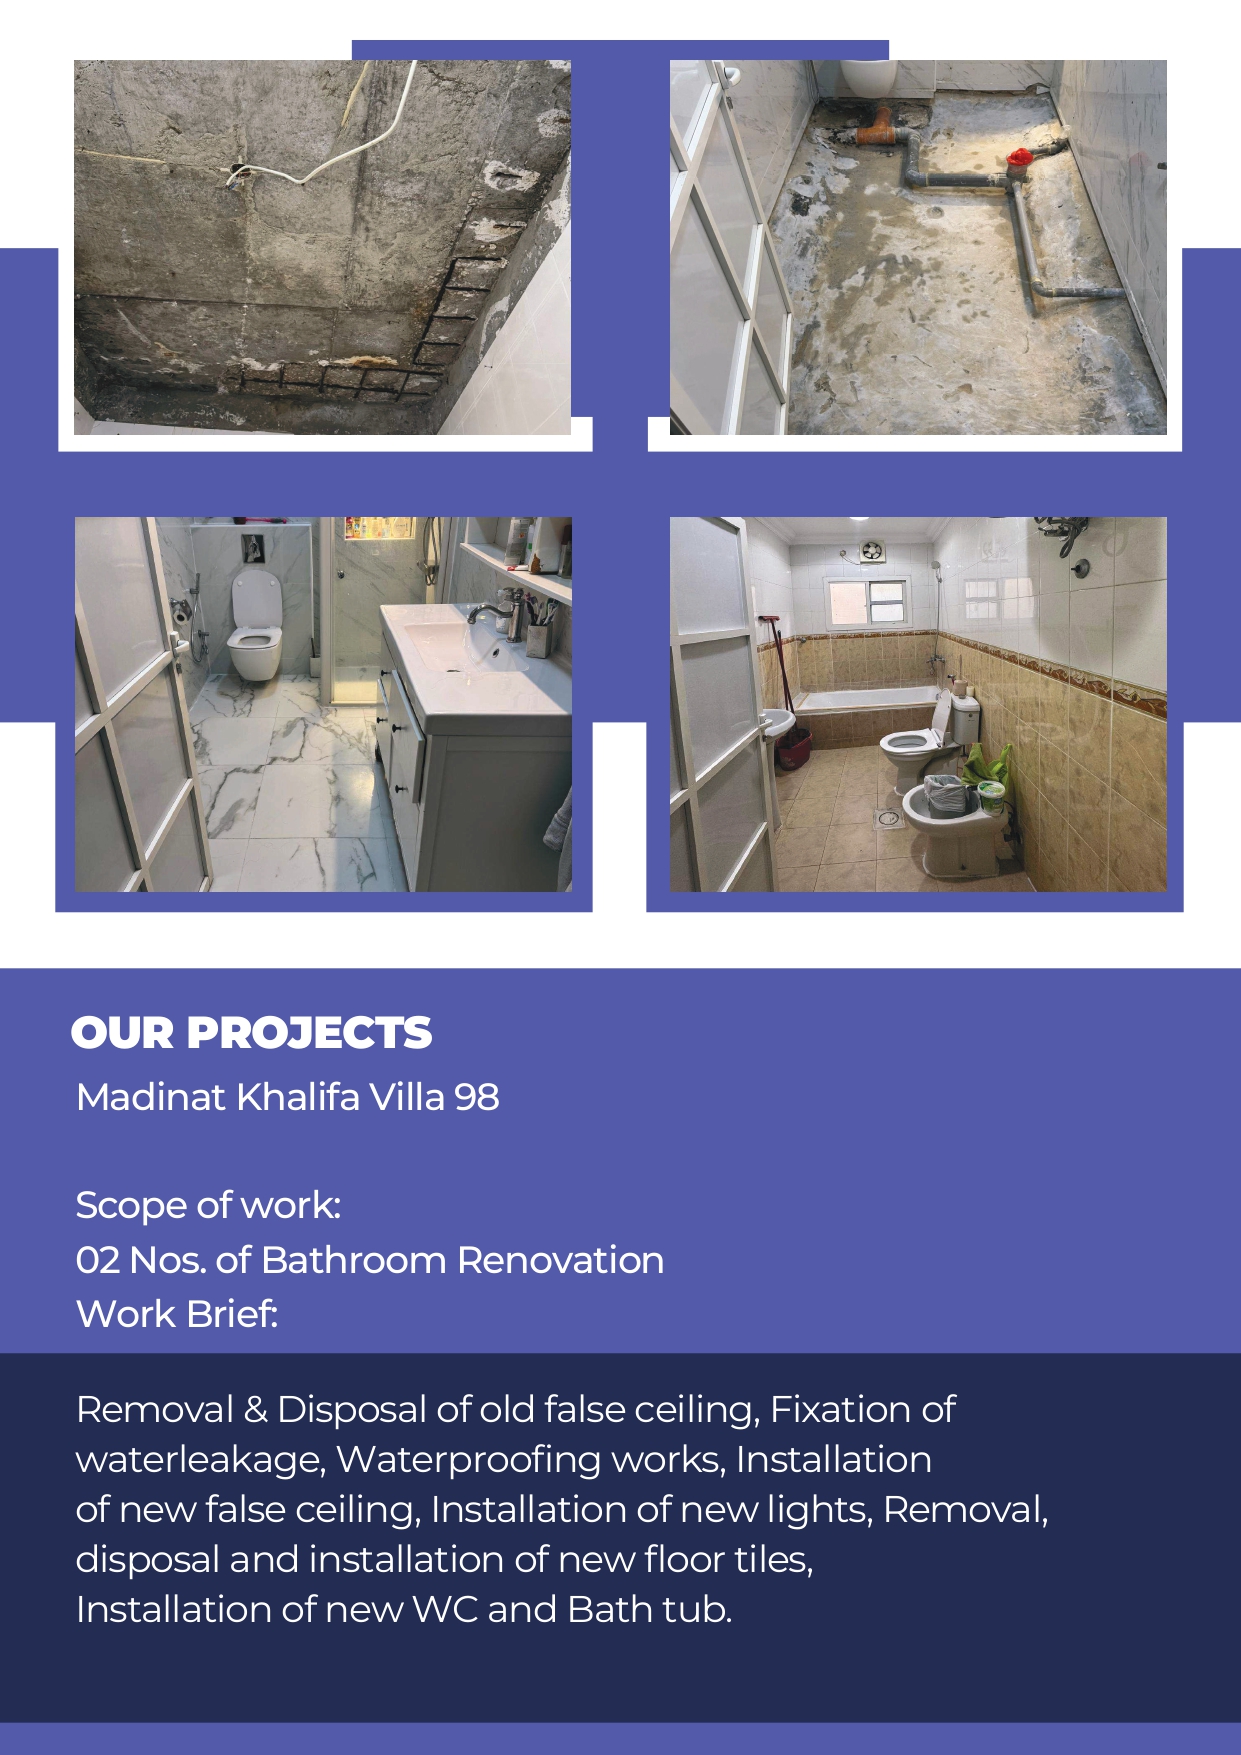 OUR PROJECTS
Madinat Khalifa Villa 98
Scope of work:
02 Nos. of Bathroom Renovation
Work Brief:
Removal & Disposal of old false ceiling, Fixation of
waterleakage, Waterproofing works, Installation
of new false ceiling, Installation of new lights, Removal,
disposal and installation of new floor tiles,
Installation of new WC and Bath tub.